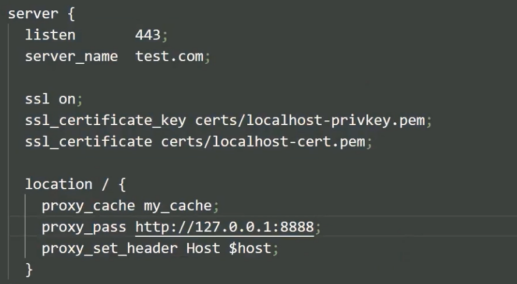 server {
listen 443;
server_name test.com;
ssl on;
ssl_certificate_key certs/localhost-privkey.pem;
ssl_certificate certs/localhost-cert.pem;
location / {
proxy_cache my_cache;
proxy_pass http://127.0.0.1:8888;
proxy_set_header Host $host;
}